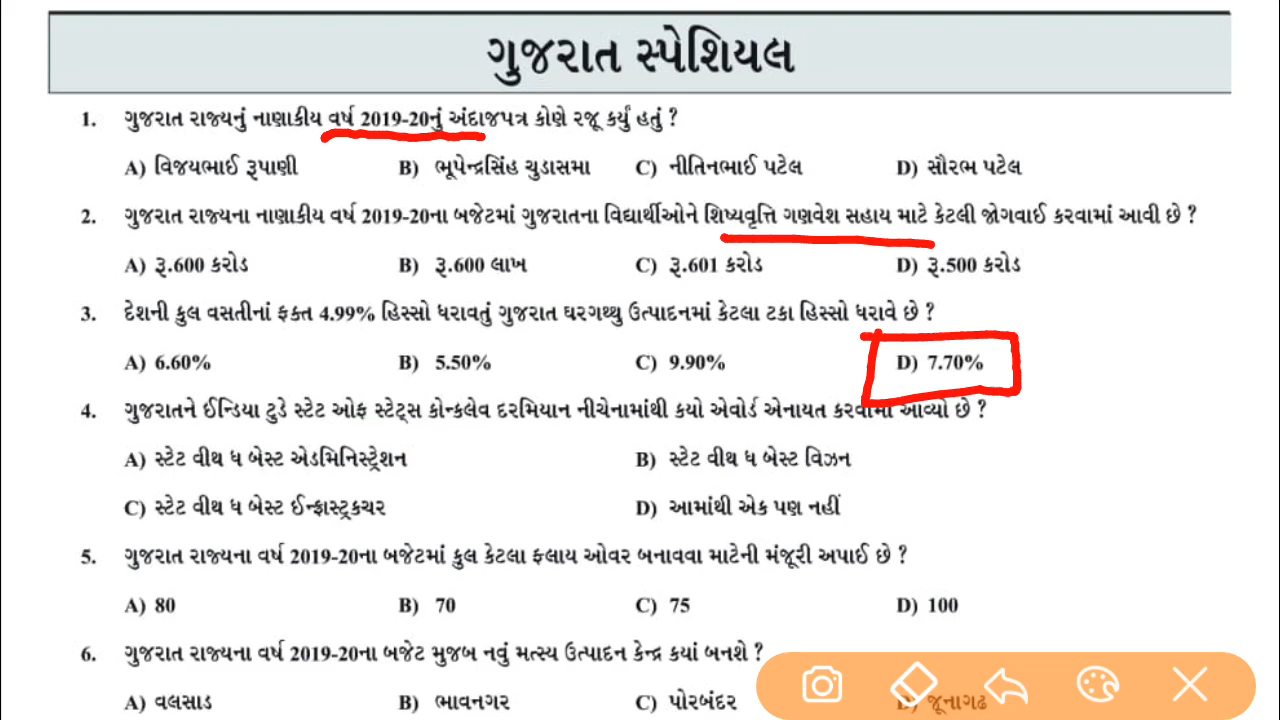 ગુજરાત સ્પેશિયલ
1. ગુજરાત રાજ્યનું નાણાકીય વર્ષ 2019-20નું અંદાજપત્ર કોણે રજૂ કર્યું હતું ?
A) વિજયભાઈ રૂપાણી B) ભૂપેન્દ્રસિંહ ચુડાસમા C) નીતિનભાઈ પટેલ D) સૌરભ પટેલ
2. ગુજરાત રાજ્યના નાણાકીય વર્ષ 2019-20ના બજેટમાં ગુજરાતના વિદ્યાર્થીઓને શિષ્યવૃત્તિ ગણવેશ સહાય માટે કેટલી જોગવાઈ કરવામાં આવી છે ?
A) રૂ.600 કરોડ B) રૂ.600 લાખ C) રૂ.601 કરોડ D) રૂ.500 કરોડ
3. દેશની કુલ વસતીનાં ફક્ત 4.99% હિસ્સો ધરાવતું ગુજરાત ઘરગથ્થુ ઉત્પાદનમાં કેટલા ટકા હિસ્સો ધરાવે છે ?
A) 6.60% B) 5.50% C) 9.90% D) 7.70%
4. ગુજરાતને ઈન્ડિયા ટુડે સ્ટેટ ઓફ સ્ટેટ્સ કોન્કલેવ દરમિયાન નીચેનામાંથી કયો એવોર્ડ એનાયત કરવામાં આવ્યો છે ?
A) સ્ટેટ વીથ ધ બેસ્ટ એડમિનિસ્ટ્રેશન B) સ્ટેટ વીથ ધ બેસ્ટ વિઝન
C) સ્ટેટ વીથ ધ બેસ્ટ ઈન્ફ્રાસ્ટ્રકચર D) આમાંથી એક પણ નહીં
5. ગુજરાત રાજ્યના વર્ષ 2019-20ના બજેટમાં કુલ કેટલા ફ્લાય ઓવર બનાવવા માટેની મંજૂરી અપાઈ છે ?
A) 80 B) 70 C) 75 D) 100
6. ગુજરાત રાજ્યના વર્ષ 2019-20ના બજેટ મુજબ નવું મત્સ્ય ઉત્પાદન કેન્દ્ર કયાં બનશે ?
A) વલસાડ B) ભાવનગર C) પોરબંદર D) જૂનાગઢ